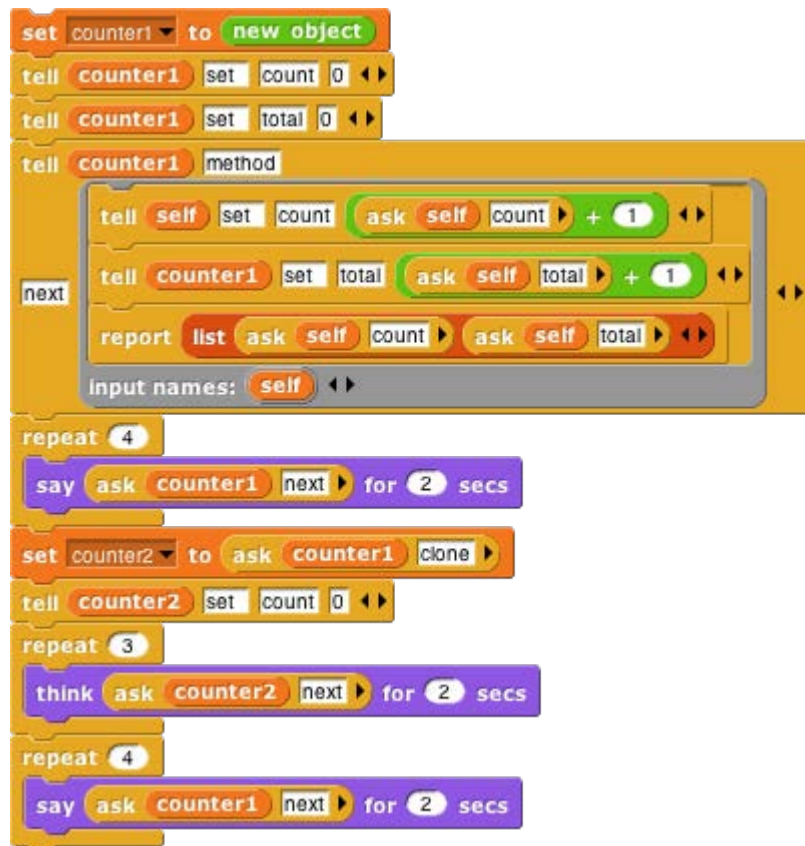 set counter1 to new object
tell counter1 set count 0
tell counter1 set total 0
tell counter1 method
tell self set count ask self count + 1
tell counter1 set total ask self total + 1
next
report list ask self count ask self total
input names: self
repeat 4
say ask counter1 next for 2 secs
set counter2 to ask counter1 clone
tell counter2 set count 0
repeat 3
think ask counter2 next for 2 secs
repeat 4
say ask counter1 next for 2 secs